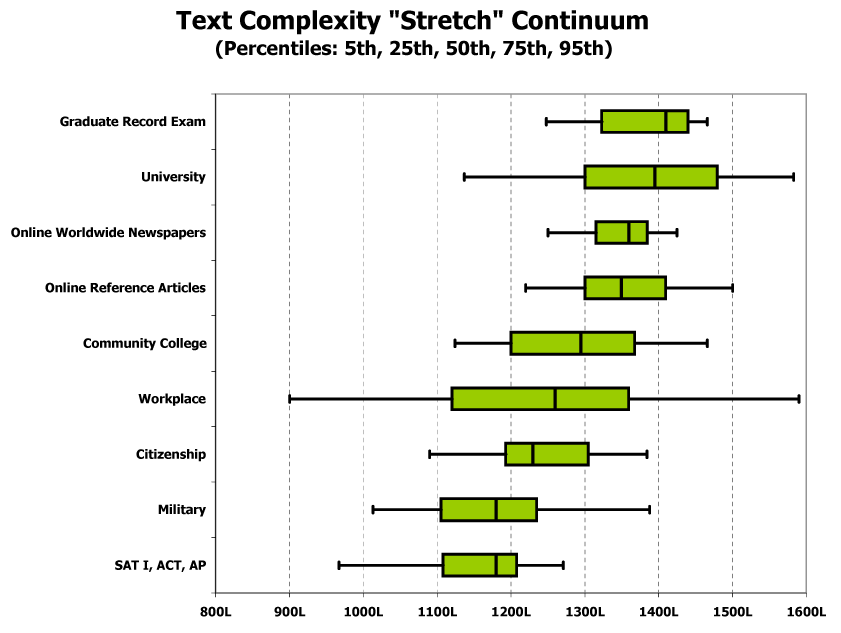 Text Complexity "Stretch" Continuum
(Percentiles: 5th, 25th, 50th, 75th, 95th)
Graduate Record Exam
University
Online Worldwide Newspapers
Online Reference Articles
Community College
Workplace
Citizenship
Military
SAT I, ACT, AP
800L 900L 1000L 1100L 1200L 1300L 1400L 1500L 1600L